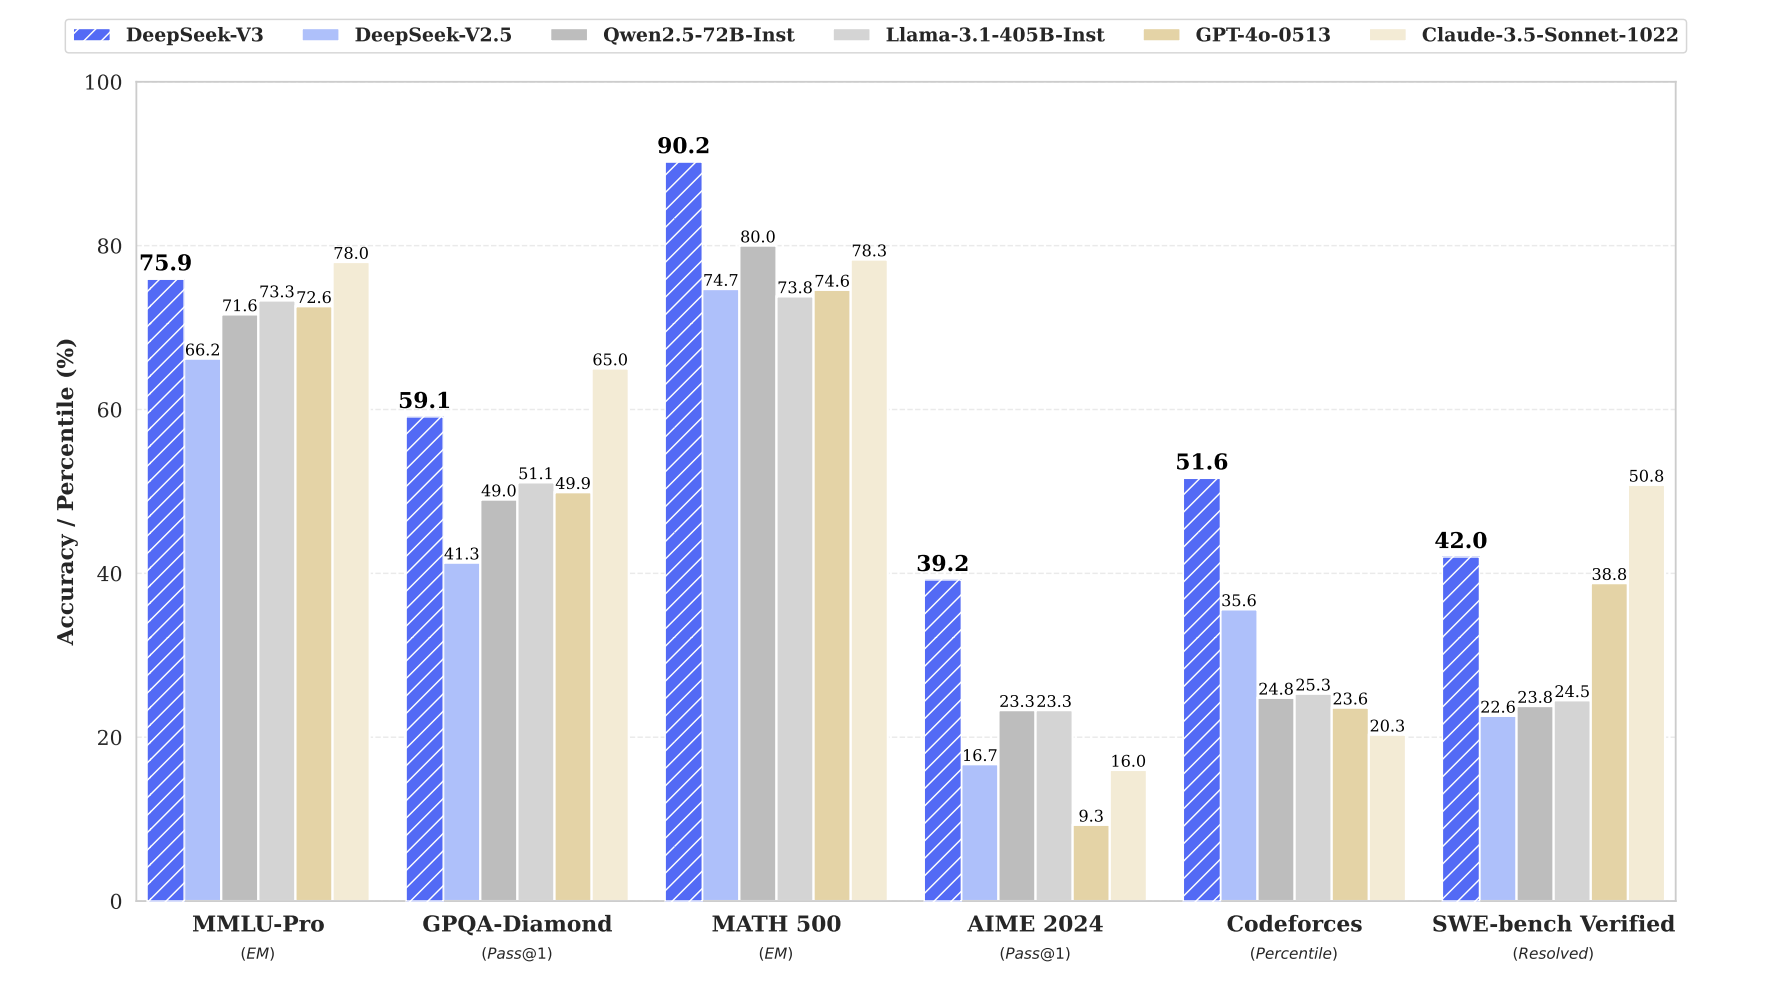 DeepSeek-V3 DeepSeek-V2.5 Qwen2.5-72B-Inst Llama-3.1-405B-Inst GPT-4o-0513 Claude-3.5-Sonnet-1022
Accuracy / Percentile (%)
100
80
60
40
20
0
75.9 66.2 71.6 73.3 72.6 78.0
59.1 41.3 49.0 51.1 49.9 65.0
90.2 74.7 80.0 73.8 74.6 78.3
39.2 16.7 23.3 23.3 9.3 16.0
51.6 35.6 24.8 25.3 23.6 20.3
42.0 22.6 23.8 24.5 38.8 50.8
MMLU-Pro GPQA-Diamond MATH 500 AIME 2024 Codeforces SWE-bench Verified
(EM) (Pass@1) (EM) (Pass@1) (Percentile) (Resolved)